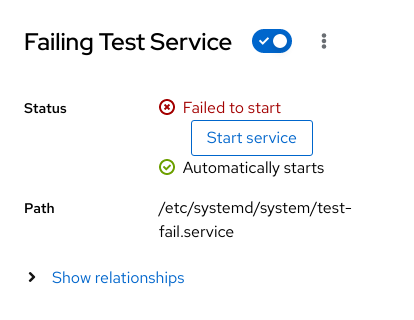 Failing Test Service
Status
Failed to start
Start service
Automatically starts
Path
/etc/systemd/system/test-
fail.service
Show relationships